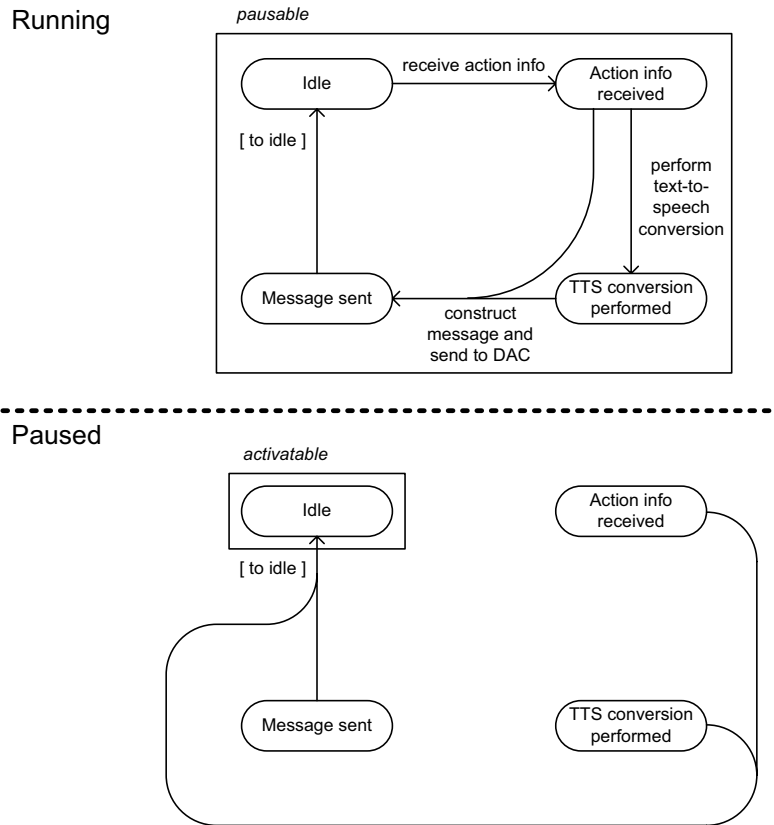 Running
pausable
Idle
receive action info
Action info
received
[ to idle ]
perform
text-to-
speech
conversion
Message sent
TTS conversion
performed
construct
message and
send to DAC
Paused
activatable
Idle
Action info
received
[ to idle ]
Message sent
TTS conversion
performed